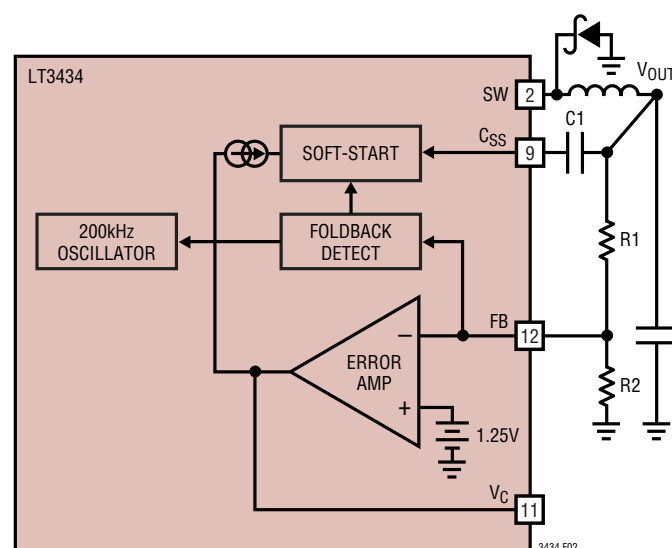 LT3434
SW
2
VOUT
CSS
9
C1
SOFT-START
200kHz
OSCILLATOR
FOLDBACK
DETECT
R1
FB
12
–
ERROR
AMP
+
1.25V
R2
VC
11
3434 F02